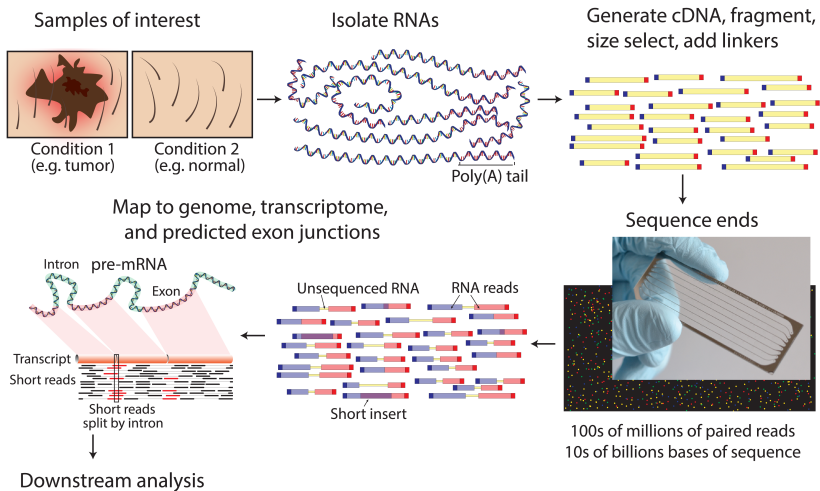 Samples of interest
Isolate RNAs
Generate cDNA, fragment,
size select, add linkers
Condition 1
(e.g. tumor)
Condition 2
(e.g. normal)
Poly(A) tail
Map to genome, transcriptome,
and predicted exon junctions
Sequence ends
Intron
pre-mRNA
Exon
Unsequenced RNA
RNA reads
Transcript
Short reads
Short reads
split by intron
Short insert
100s of millions of paired reads
10s of billions bases of sequence
Downstream analysis